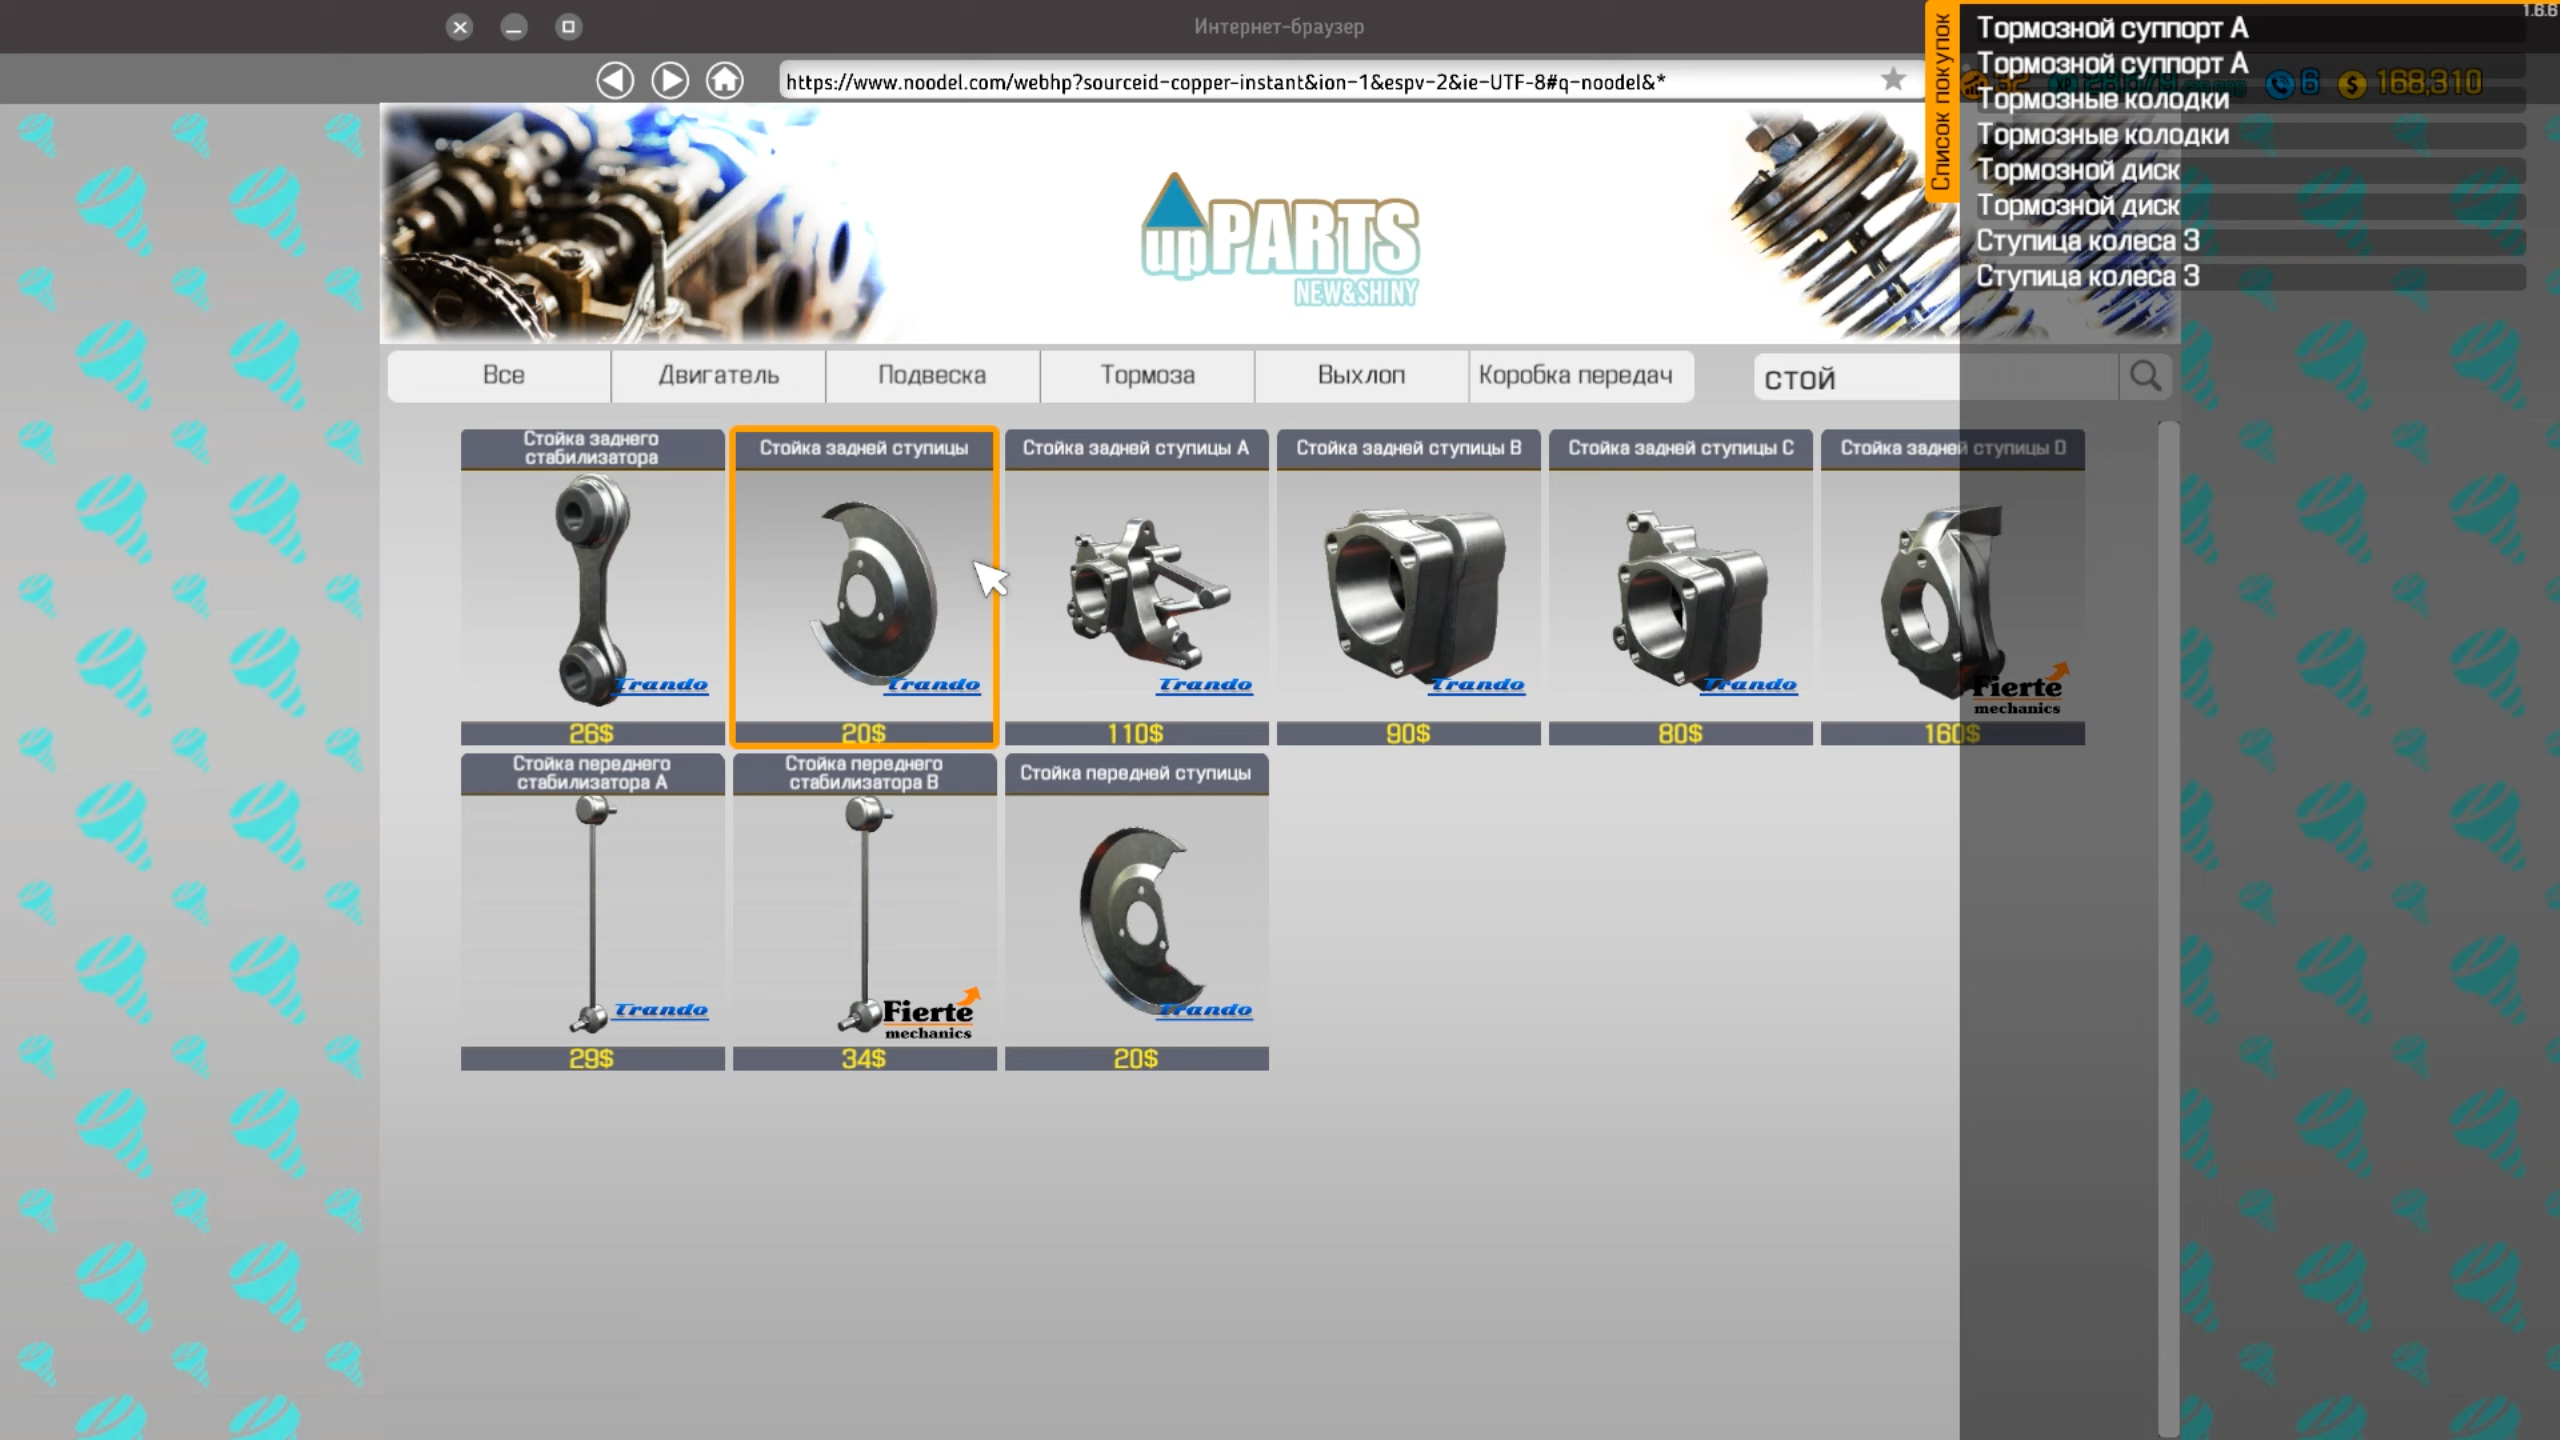 Интернет-браузер
1.6.6
https://www.noodel.com/webhp?sourceid-copper-instant&ion-1&espv-2&ie-UTF-8#q-noodel&*
6
168,310
Список покупок
Тормозной суппорт А
Тормозной суппорт А
Тормозные колодки
Тормозные колодки
Тормозной диск
Тормозной диск
Ступица колеса 3
Ступица колеса 3
upPARTS
NEW&SHINY
Все
Двигатель
Подвеска
Тормоза
Выхлоп
Коробка передач
стой
Стойка заднего
стабилизатора
Trando
26$
Стойка задней ступицы
Trando
20$
Стойка задней ступицы A
Trando
110$
Стойка задней ступицы B
Trando
90$
Стойка задней ступицы C
Trando
80$
Стойка задней ступицы D
Fierte
mechanics
160$
Стойка переднего
стабилизатора A
Trando
29$
Стойка переднего
стабилизатора B
Fierte
mechanics
34$
Стойка передней ступицы
Trando
20$